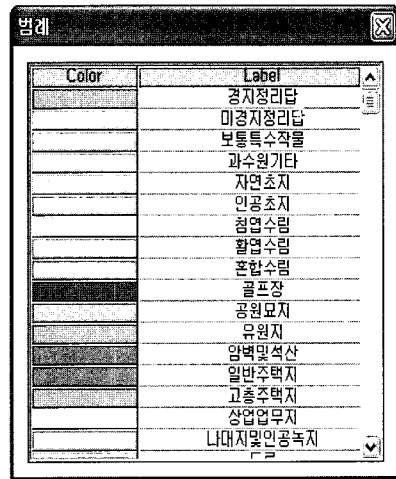 범례
Color Label
경지정리답
미경지정리답
보통특수작물
과수원기타
자연초지
인공초지
침엽수림
활엽수림
혼합수림
골프장
공원묘지
유원지
암벽및석산
일반주택지
고층주택지
상업업무지
나대지및인공녹지